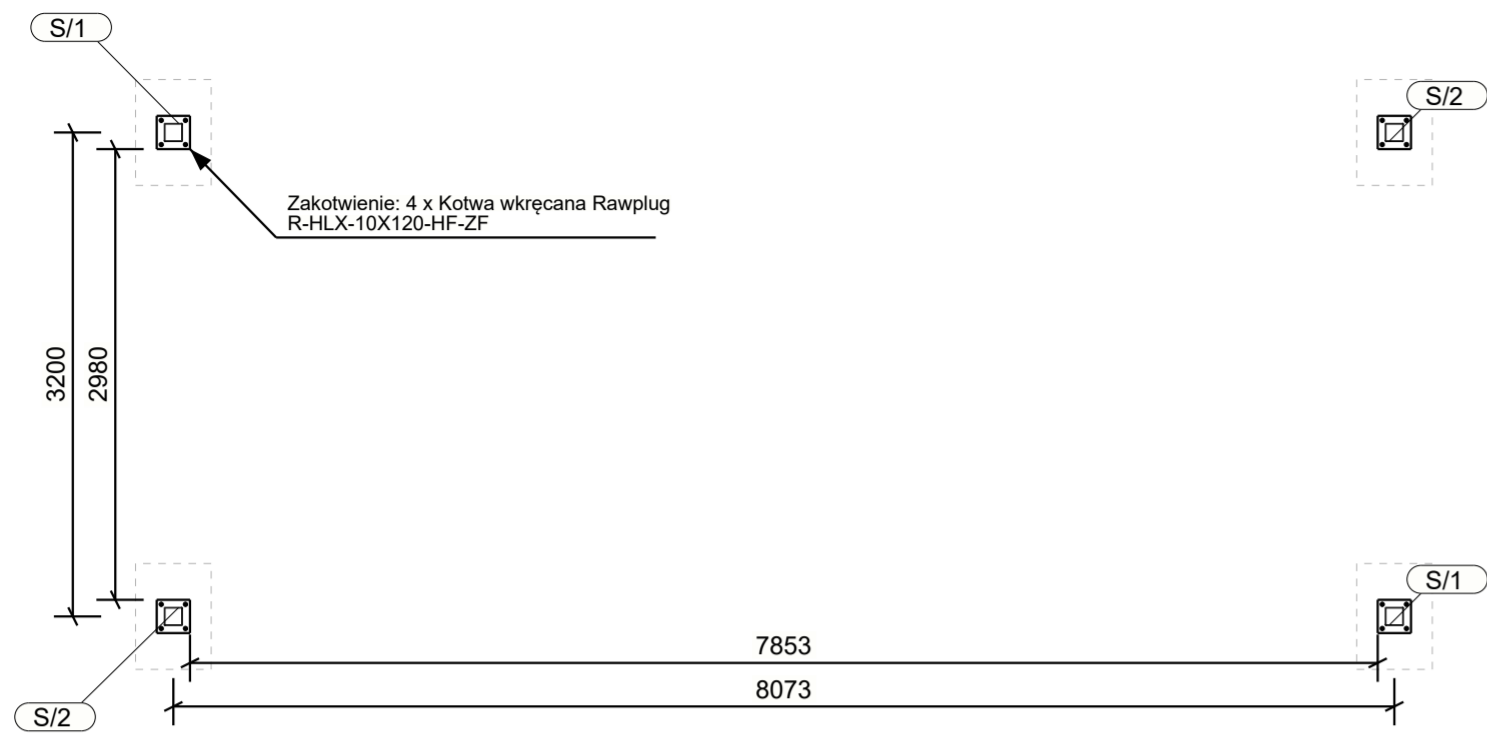 S/1
S/2
Zakotwienie: 4 x Kotwa wkręcana Rawplug
R-HLX-10X120-HF-ZF
3200
2980
S/1
7853
8073
S/2